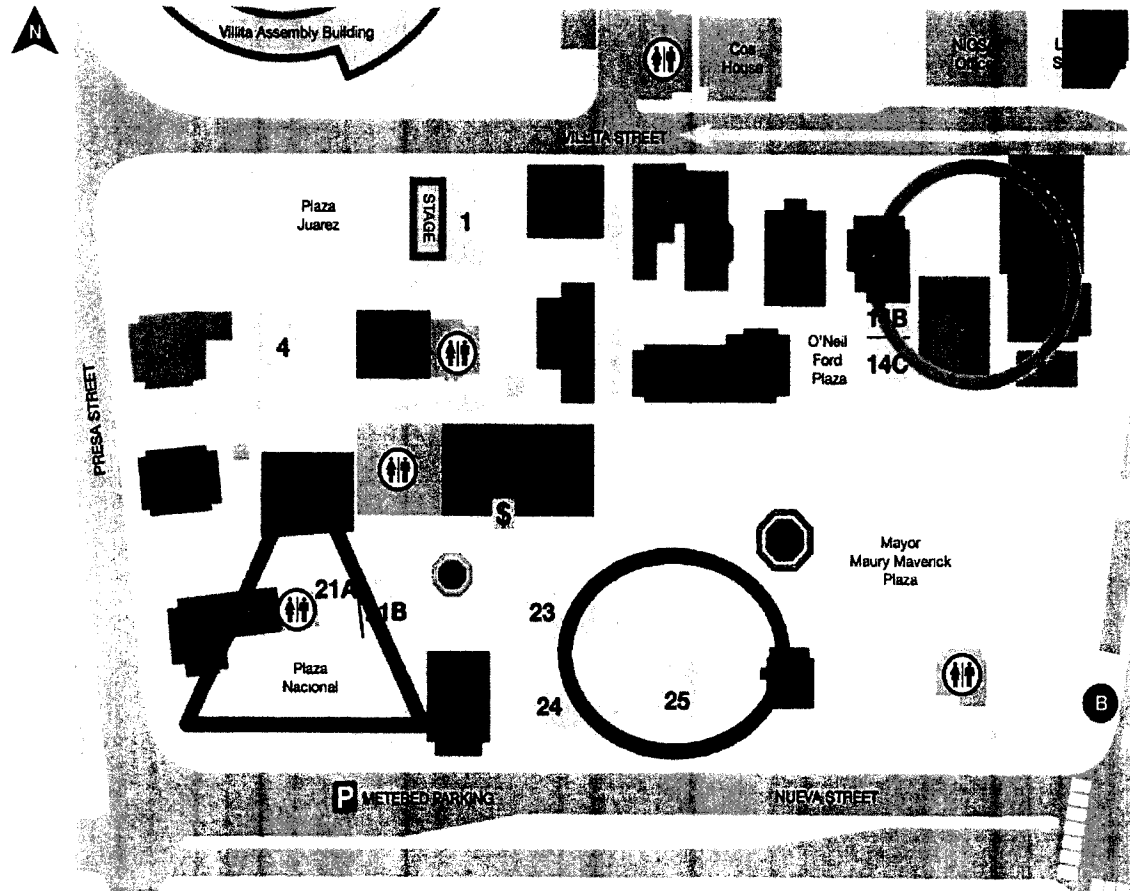 N
Villita Assembly Building
Cos
House
VILLITA STREET
Plaza
Juarez
STAGE
1
4
O'Neil
Ford
Plaza
14C
PRESA STREET
$
Mayor
Maury Maverick
Plaza
21A
21B
23
Plaza
Nacional
24
25
B
P METERED PARKING
NUEVA STREET